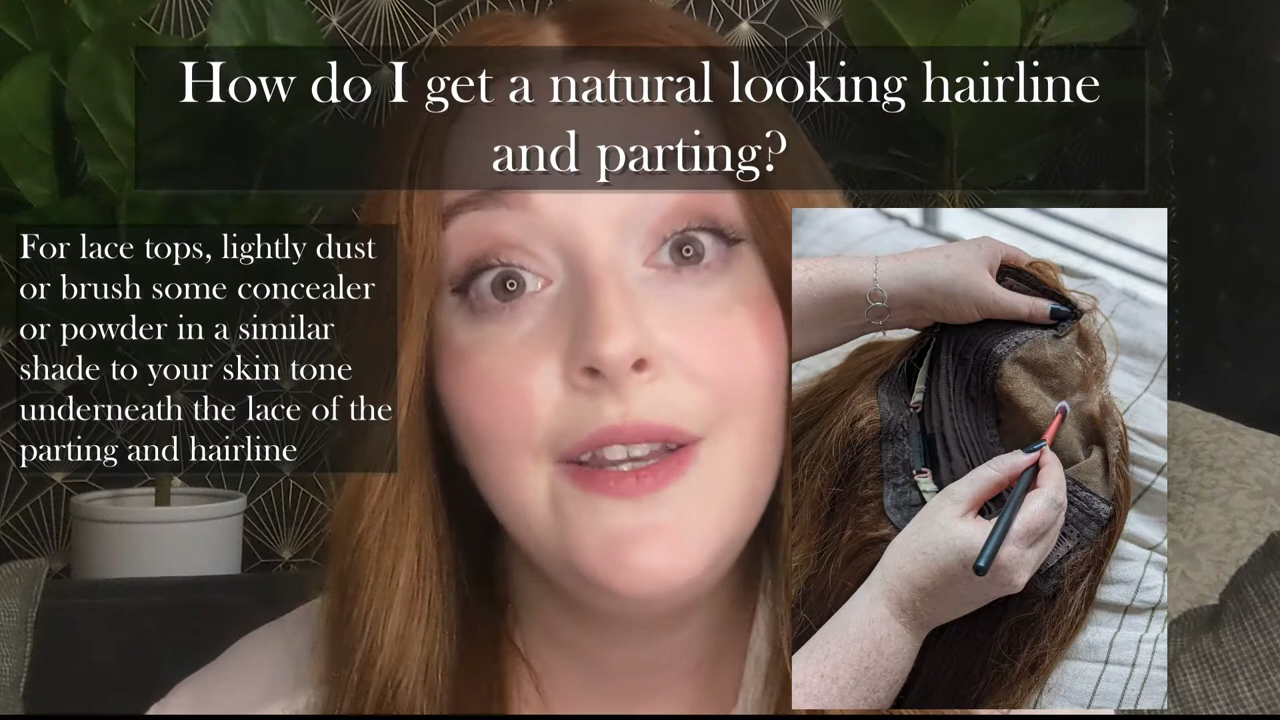 How do I get a natural looking hairline
and parting?
For lace tops, lightly dust
or brush some concealer
or powder in a similar
shade to your skin tone
underneath the lace of the
parting and hairline